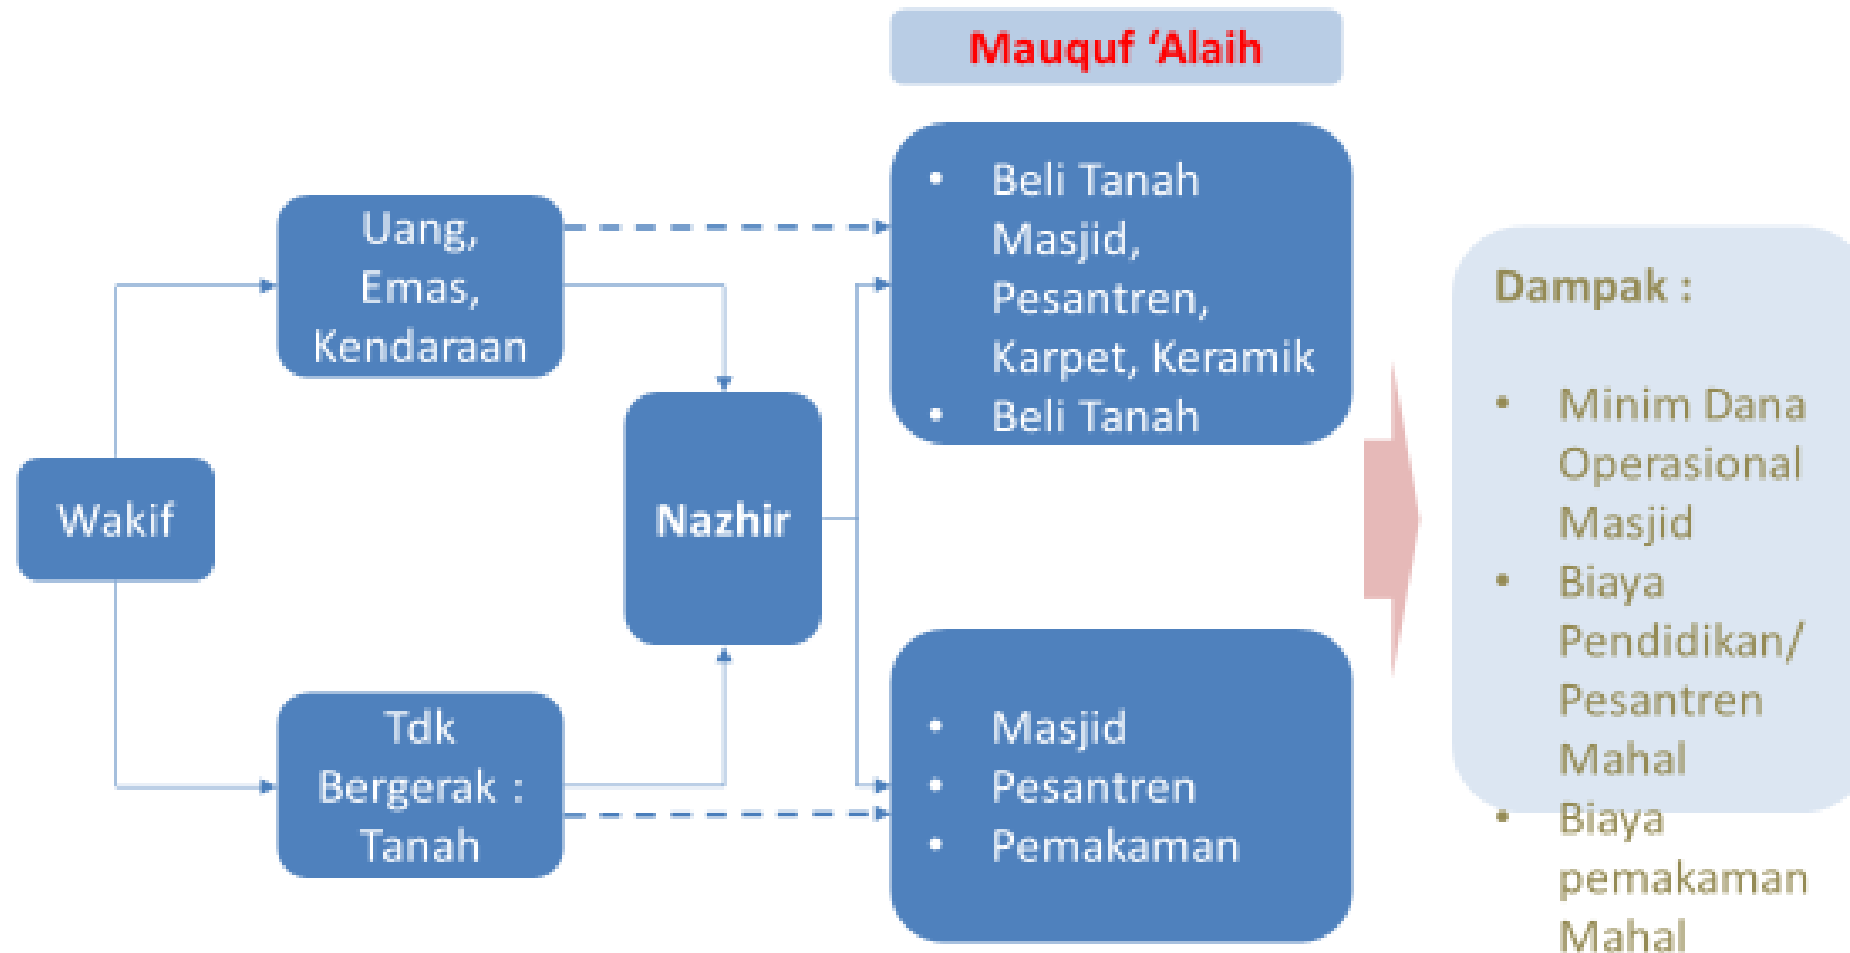 Mauquf ‘Alaih
Wakif
Uang,
Emas,
Kendaraan
Tdk
Bergerak :
Tanah
Nazhir
• Beli Tanah
Masjid,
Pesantren,
Karpet, Keramik
• Beli Tanah
• Masjid
• Pesantren
• Pemakaman
Dampak :
• Minim Dana
Operasional
Masjid
• Biaya
Pendidikan/
Pesantren
Mahal
• Biaya
pemakaman
Mahal